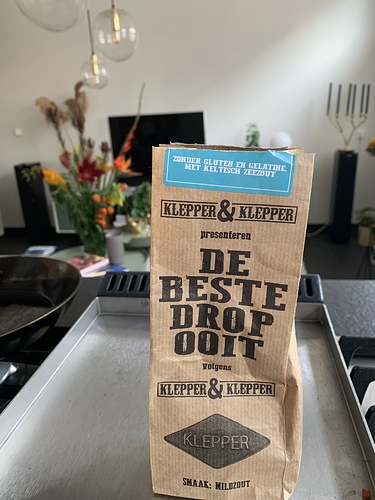 ZONDER GLUTEN EN GELATINE,
MET KELTISCH ZEEZOUT
KLEPPER & KLEPPER
presenteren
DE
BESTE
DROP
OOIT
volgens
KLEPPER & KLEPPER
KLEPPER
SMAAK: MILDZOUT